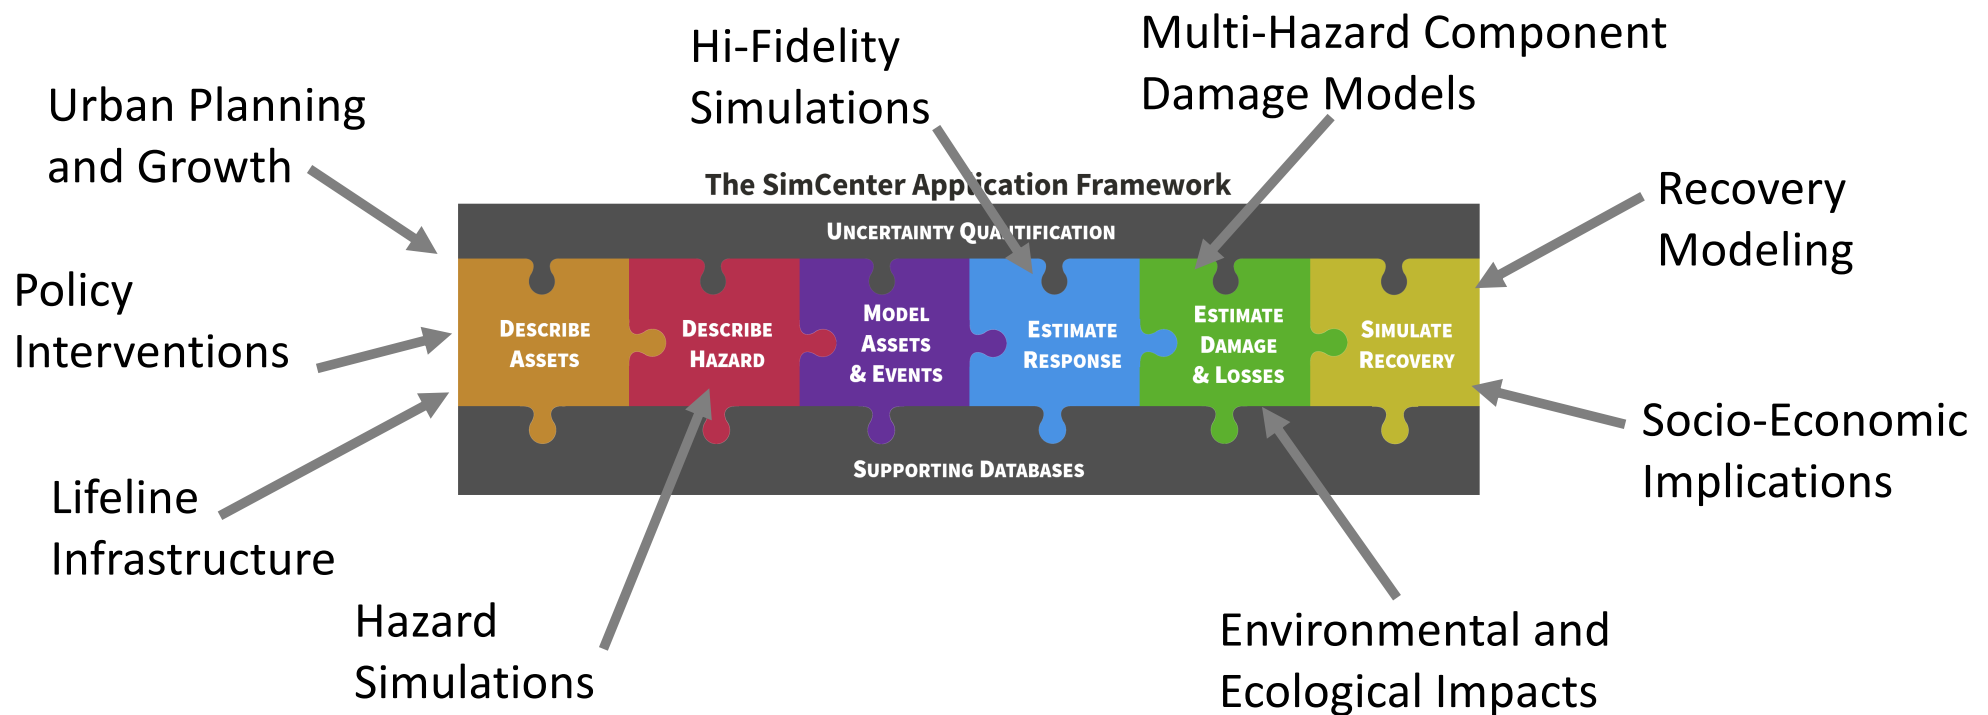 Hi-Fidelity
Simulations
Multi-Hazard Component
Damage Models
Urban Planning
and Growth
The SimCenter Application Framework
Recovery
Modeling
UNCERTAINTY QUANTIFICATION
Policy
Interventions
DESCRIBE
ASSETS
DESCRIBE
HAZARD
MODEL
ASSETS
& EVENTS
ESTIMATE
RESPONSE
ESTIMATE
DAMAGE
& LOSSES
SIMULATE
RECOVERY
Socio-Economic
Implications
SUPPORTING DATABASES
Lifeline
Infrastructure
Hazard
Simulations
Environmental and
Ecological Impacts